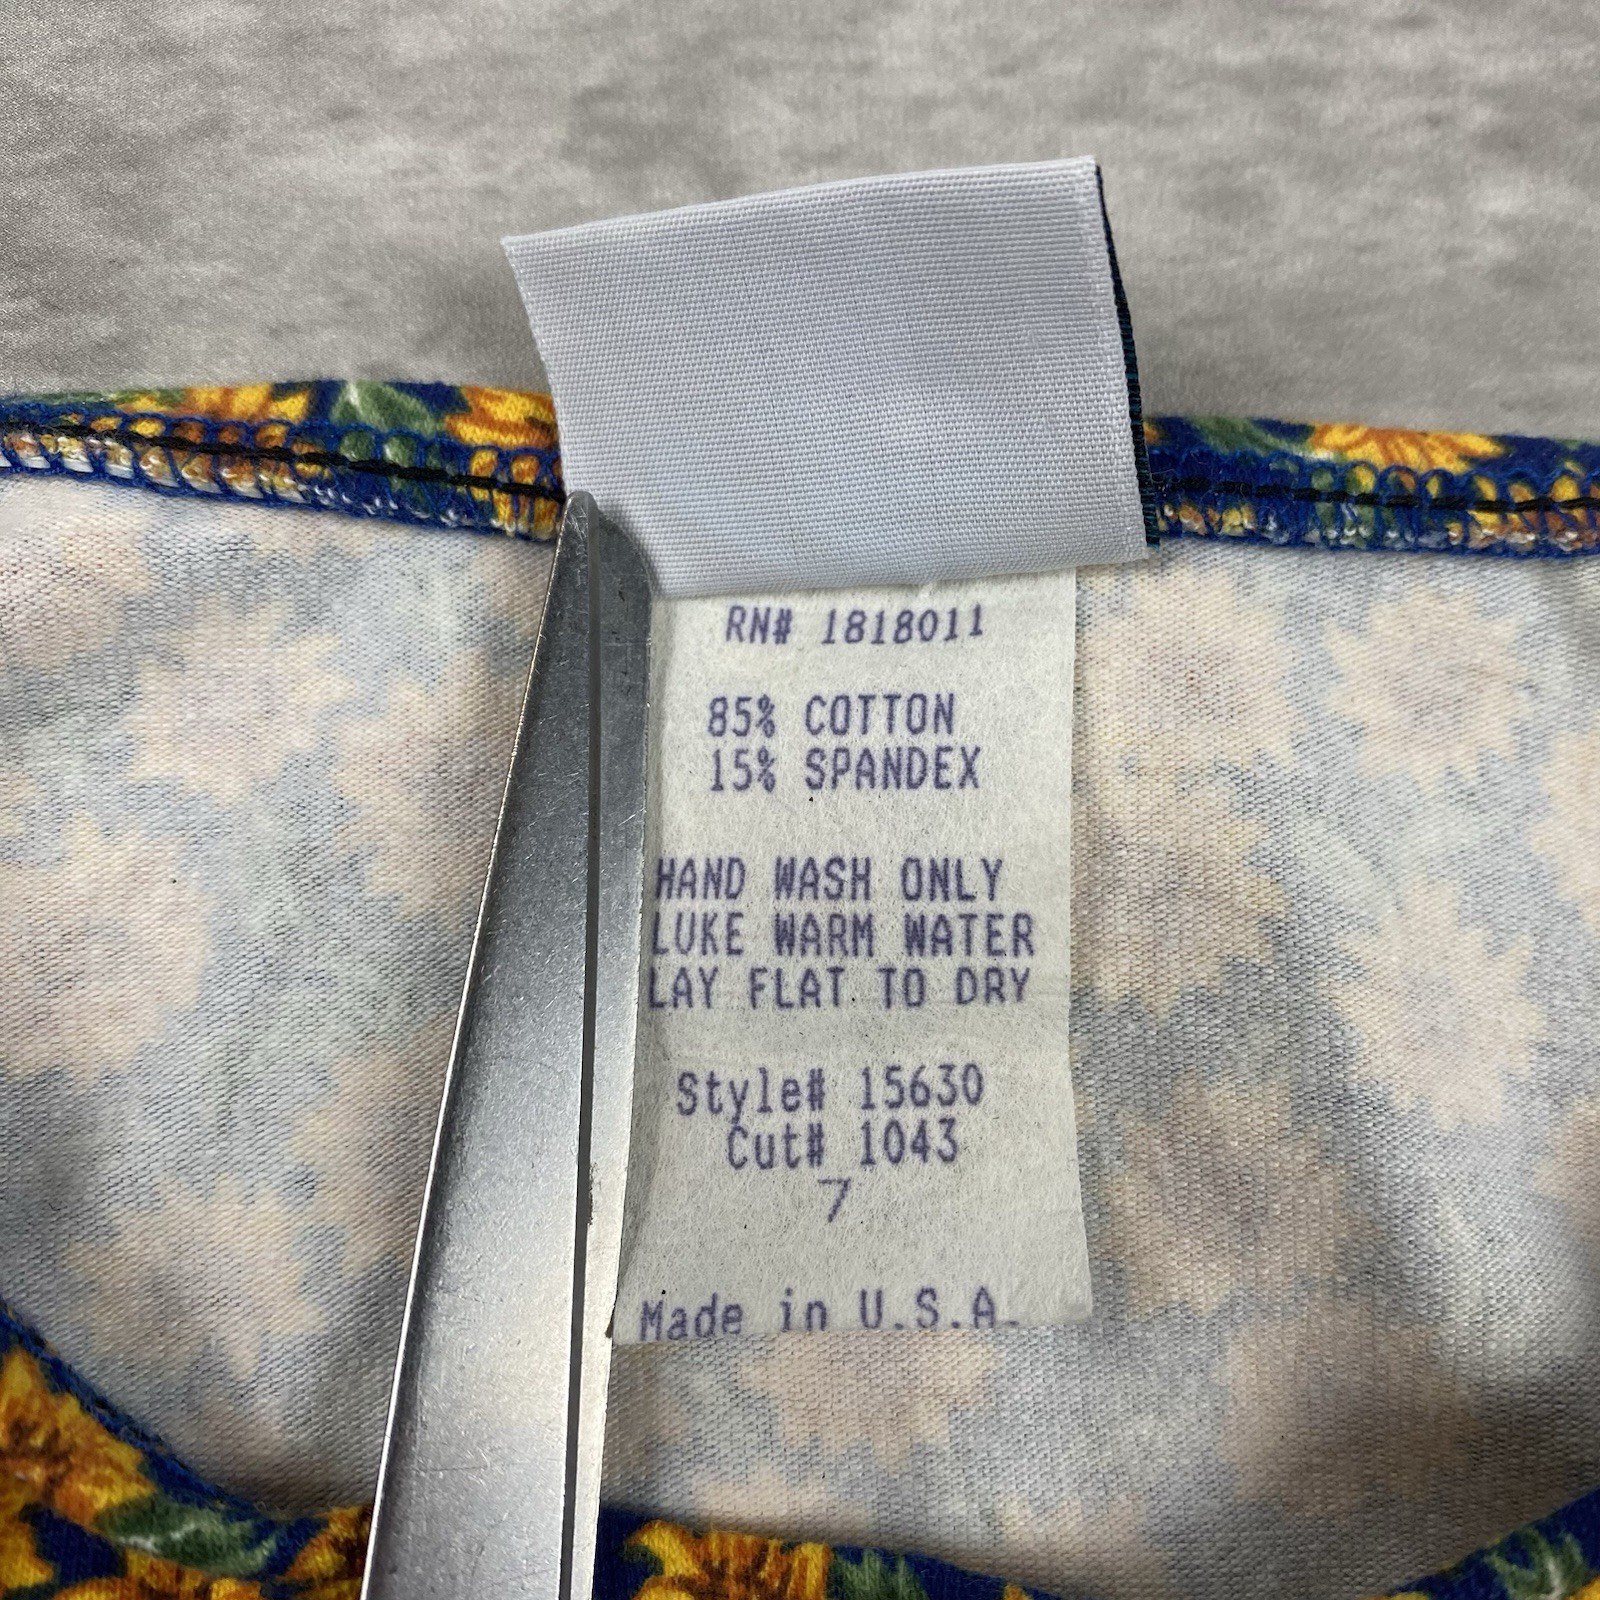 RN# 1818011
85% COTTON
15% SPANDEX
HAND WASH ONLY
LUKE WARM WATER
LAY FLAT TO DRY
Style# 15630
Cut# 1043
7
Made in U.S.A.